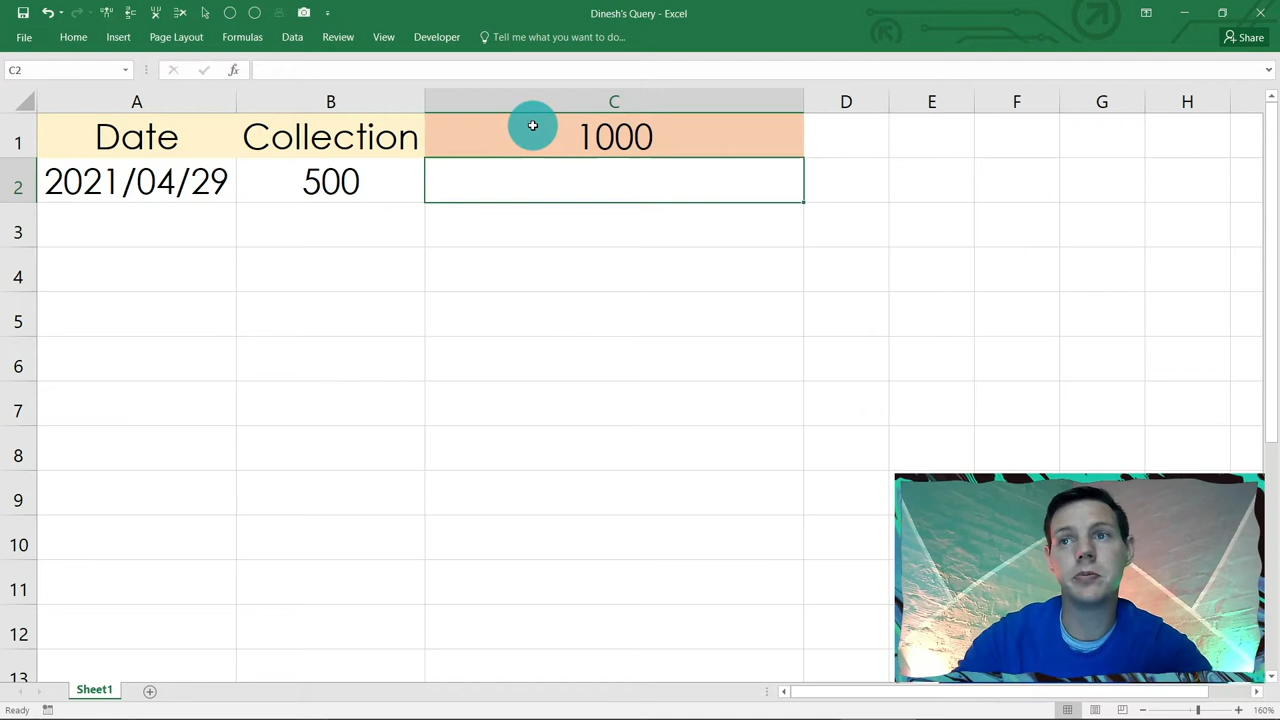 Dinesh's Query - Excel
File Home Insert Page Layout Formulas Data Review View Developer Tell me what you want to do... Share
C2 fx
A B C D E F G H
1 Date Collection 1000
2 2021/04/29 500
3
4
5
6
7
8
9
10
11
12
13
Sheet1
Ready 160%